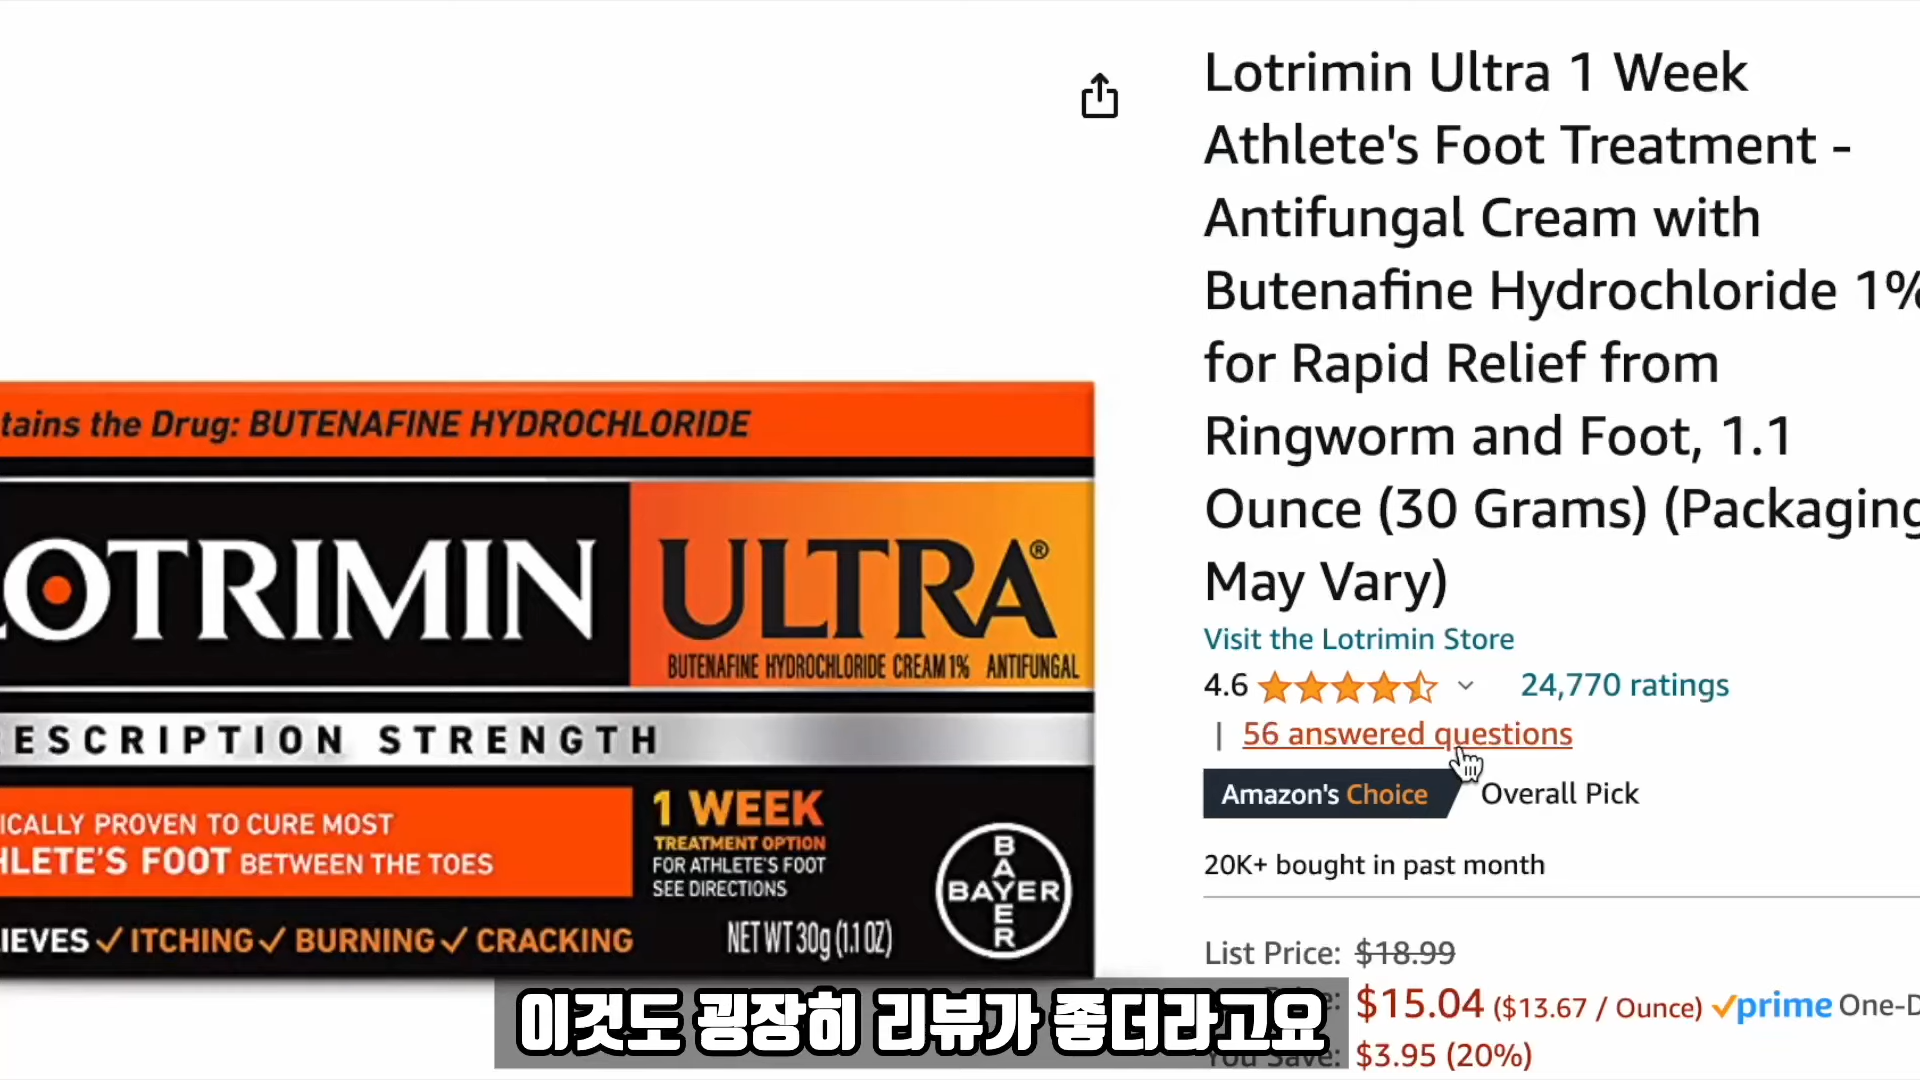 Lotrimin Ultra 1 Week
Athlete's Foot Treatment -
Antifungal Cream with
Butenafine Hydrochloride 1%
for Rapid Relief from
Ringworm and Foot, 1.1
Ounce (30 Grams) (Packaging
May Vary)
Visit the Lotrimin Store
4.6 24,770 ratings
| 56 answered questions
Amazon's Choice Overall Pick
20K+ bought in past month
List Price: $18.99
$15.04 ($13.67 / Ounce) prime One-D
You Save: $3.95 (20%)
tains the Drug: BUTENAFINE HYDROCHLORIDE
LOTRIMIN ULTRA®
BUTENAFINE HYDROCHLORIDE CREAM 1% ANTIFUNGAL
ESCRIPTION STRENGTH
ICALLY PROVEN TO CURE MOST
HLETE'S FOOT BETWEEN THE TOES
1 WEEK
TREATMENT OPTION
FOR ATHLETE'S FOOT
SEE DIRECTIONS
IEVES ✓ ITCHING ✓ BURNING ✓ CRACKING
NET WT 30g (1.1 OZ)
BAYER
BAYER
이것도 굉장히 리뷰가 좋더라고요